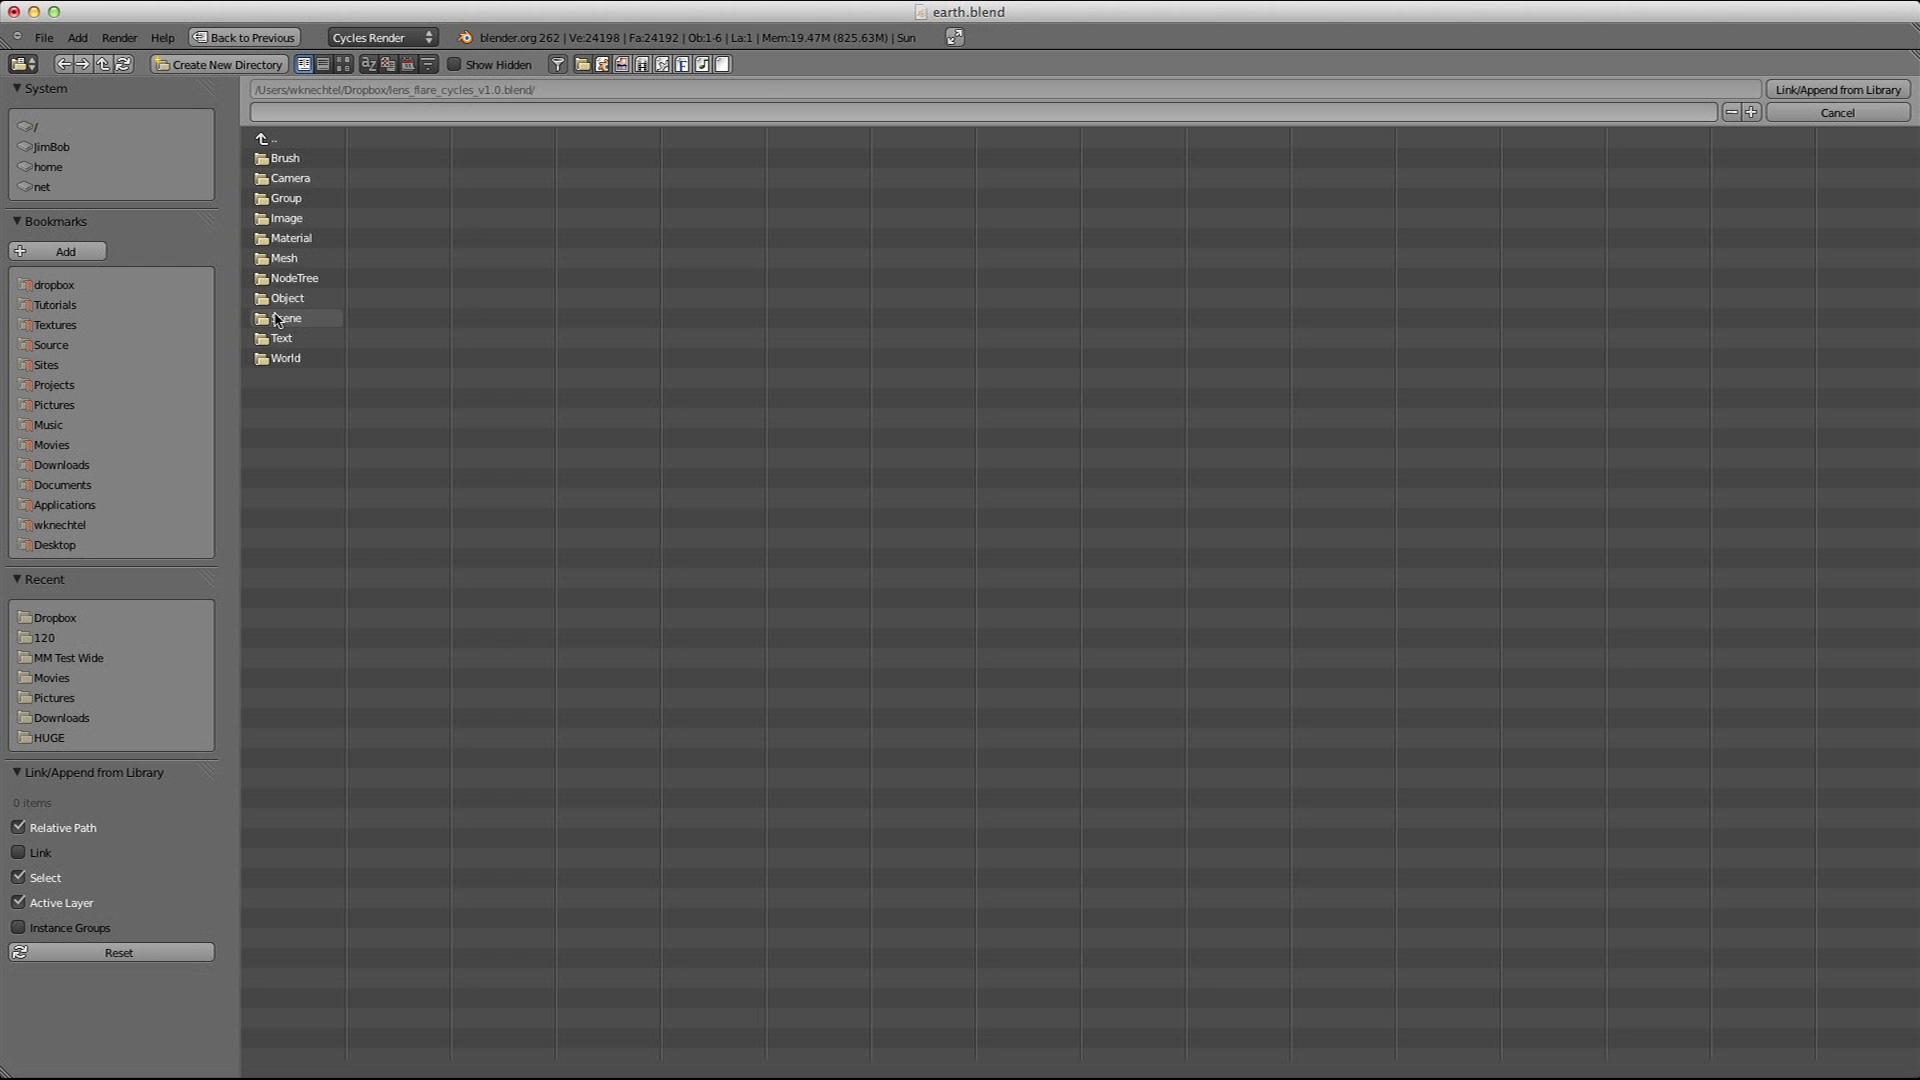 earth.blend
File Add Render Help Back to Previous Cycles Render blender.org 262 | Ve:24198 | Fa:24192 | Ob:1-6 | La:1 | Mem:19.47M (825.63M) | Sun
Create New Directory Show Hidden
System
/Users/wknechtel/Dropbox/lens_flare_cycles_v1.0.blend/
Link/Append from Library
Cancel
/
JimBob
home
net
Bookmarks
Add
dropbox
Tutorials
Textures
Source
Sites
Projects
Pictures
Music
Movies
Downloads
Documents
Applications
wknechtel
Desktop
Recent
Dropbox
120
MM Test Wide
Movies
Pictures
Downloads
HUGE
Link/Append from Library
0 items
Relative Path
Link
Select
Active Layer
Instance Groups
Reset
..
Brush
Camera
Group
Image
Material
Mesh
NodeTree
Object
Scene
Text
World